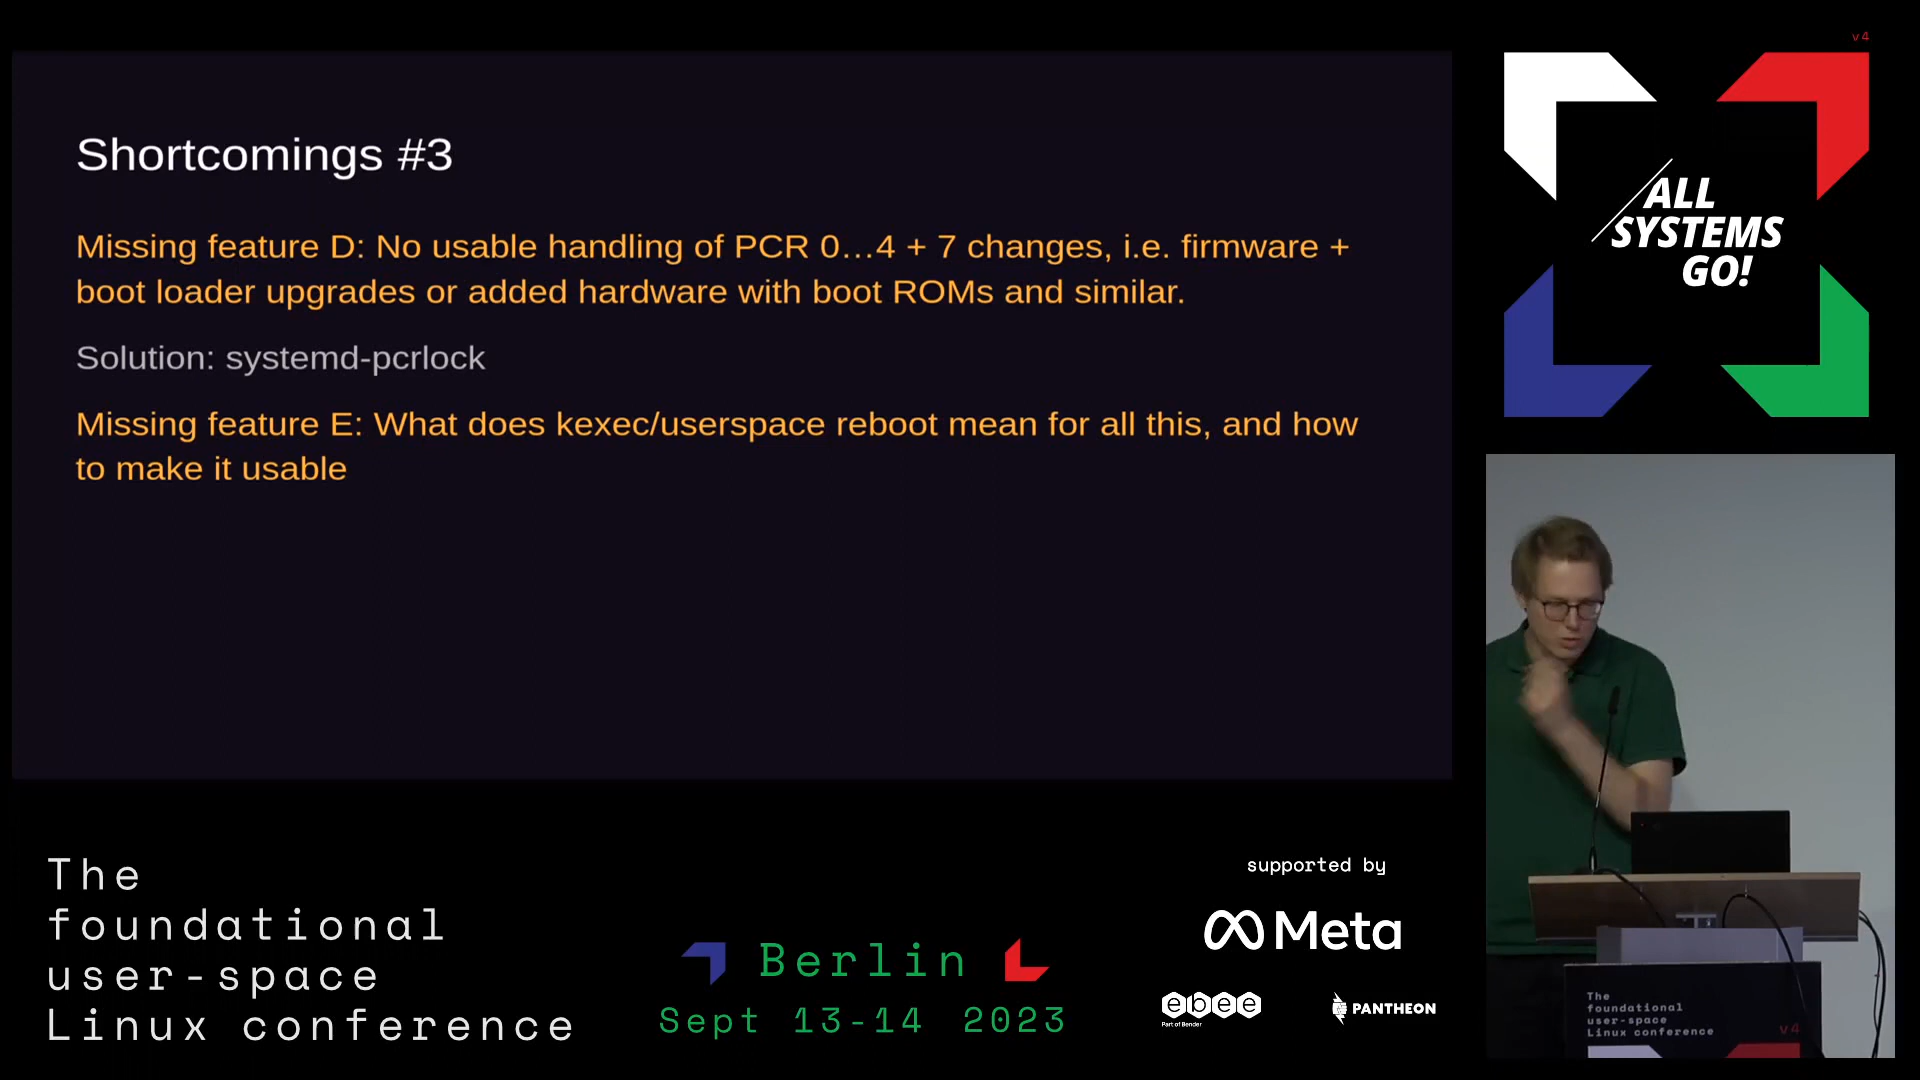 Shortcomings #3
Missing feature D: No usable handling of PCR 0…4 + 7 changes, i.e. firmware +
boot loader upgrades or added hardware with boot ROMs and similar.
Solution: systemd-pcrlock
Missing feature E: What does kexec/userspace reboot mean for all this, and how
to make it usable
v4
ALL
SYSTEMS
GO!
The
foundational
user-space
Linux conference
Berlin
Sept 13-14 2023
supported by
Meta
ebee
Part of Bender
PANTHEON
The
foundational
user-space
Linux conference
v4